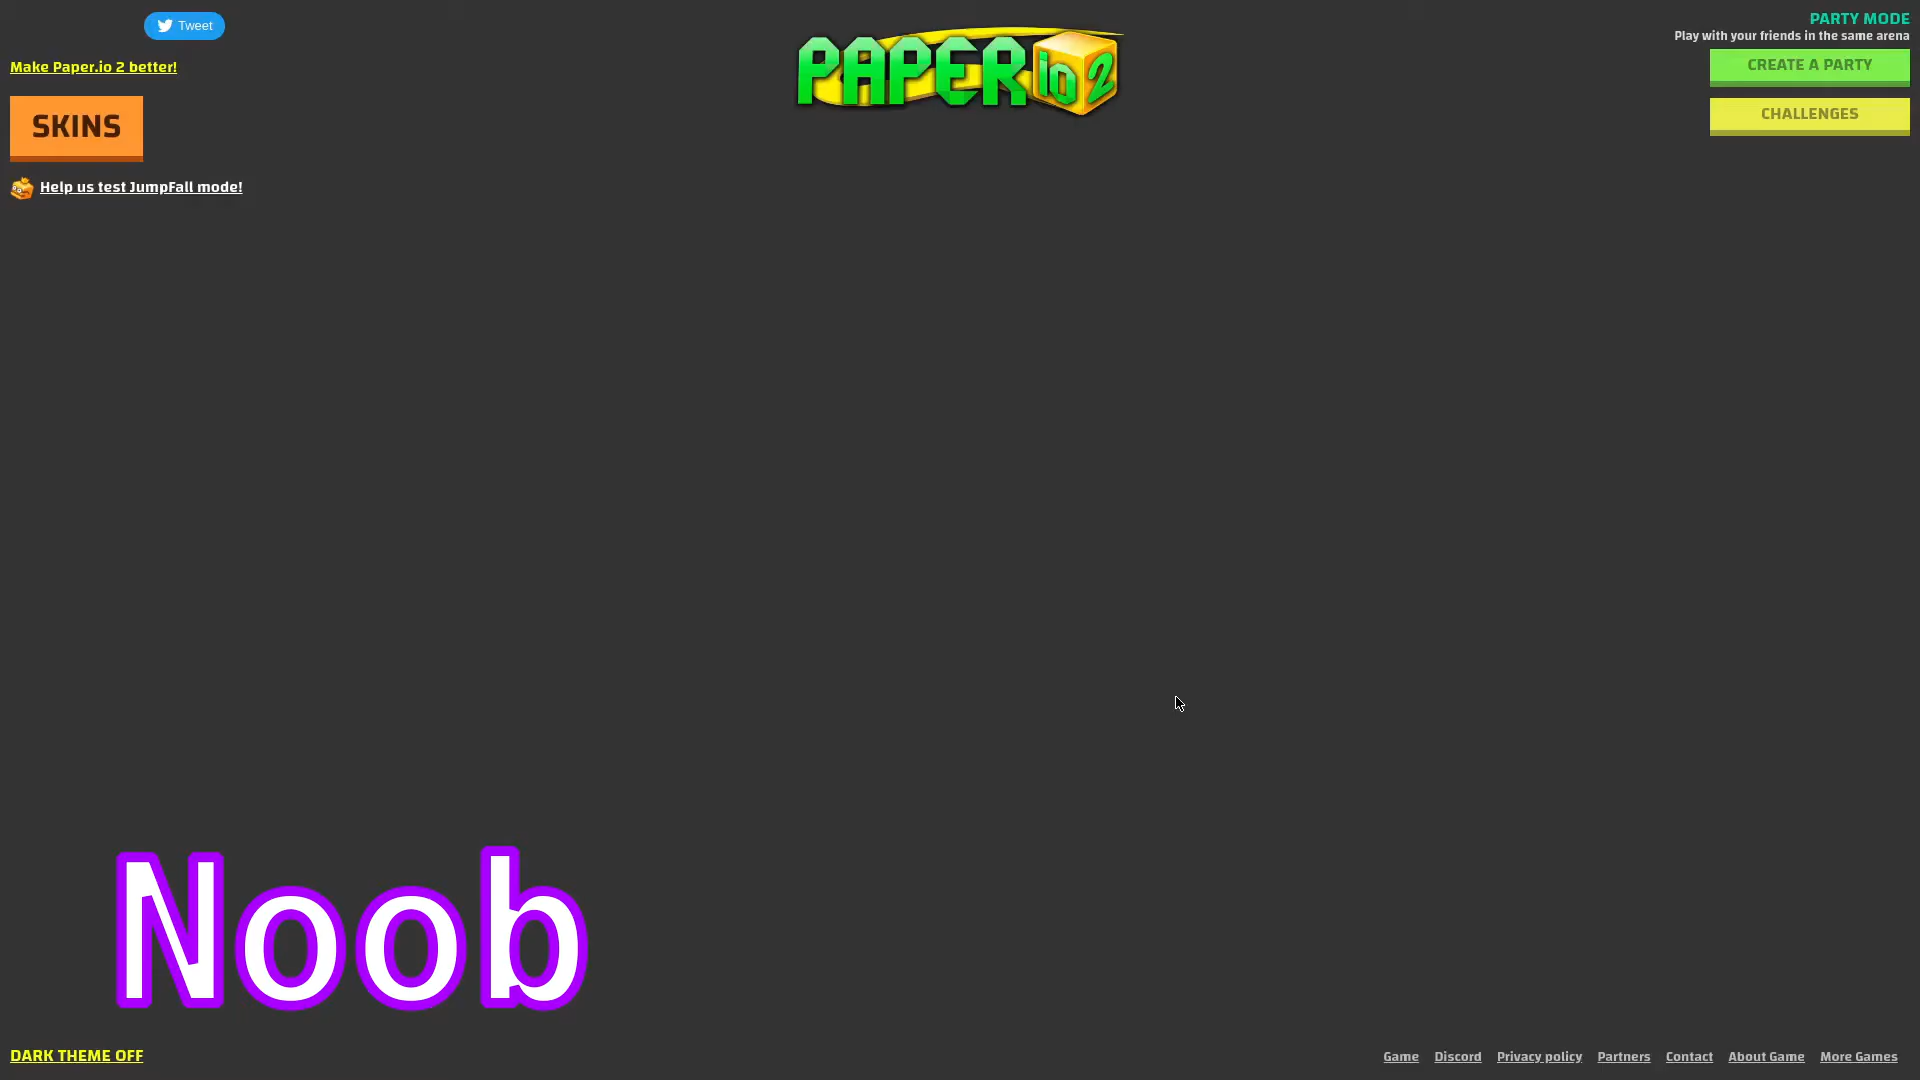 Tweet
Make Paper.io 2 better!
SKINS
Help us test JumpFall mode!
PAPER io 2
PARTY MODE
Play with your friends in the same arena
CREATE A PARTY
CHALLENGES
Noob
DARK THEME OFF
Game Discord Privacy policy Partners Contact About Game More Games